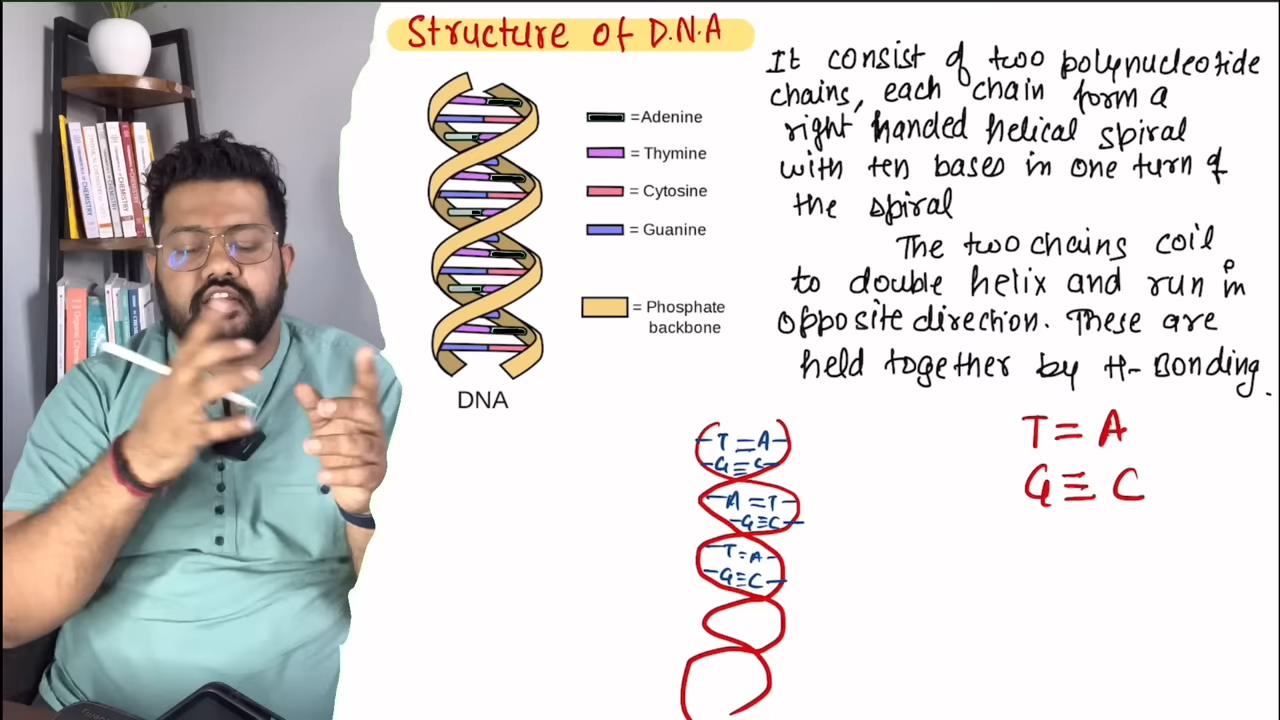 Structure of D.N.A
=Adenine
= Thymine
= Cytosine
= Guanine
= Phosphate
backbone
DNA
It consist of two polynucleotide
chains, each chain form a
right handed helical spiral
with ten bases in one turn of
the spiral
The two chains coil
to double helix and run in
opposite direction. These are
held together by H-Bonding.
T = A
G ≡ C
-T = A-
-G ≡ C-
-A = T-
-G ≡ C-
-T = A-
-G ≡ C-
CHEMISTRY